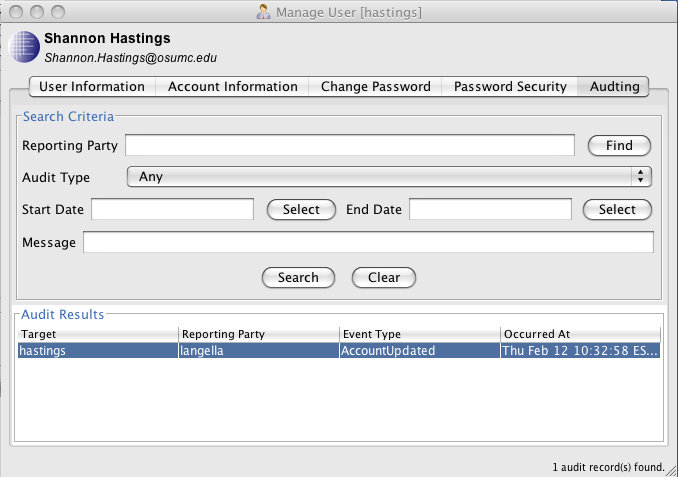 Manage User [hastings]
Shannon Hastings
Shannon.Hastings@osumc.edu
User Information Account Information Change Password Password Security Audting
Search Criteria
Reporting Party Find
Audit Type Any
Start Date Select End Date Select
Message
Search Clear
Audit Results
Target Reporting Party Event Type Occurred At
hastings langella AccountUpdated Thu Feb 12 10:32:58 ES...
1 audit record(s) found.